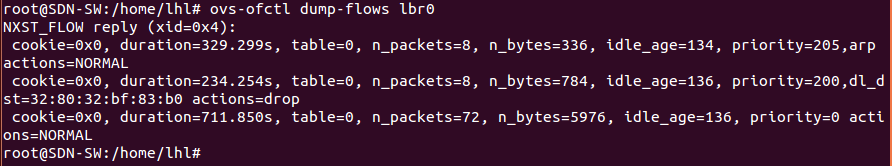 root@SDN-SW:/home/lhl# ovs-ofctl dump-flows lbr0
NXST_FLOW reply (xid=0x4):
 cookie=0x0, duration=329.299s, table=0, n_packets=8, n_bytes=336, idle_age=134, priority=205,arp
actions=NORMAL
 cookie=0x0, duration=234.254s, table=0, n_packets=8, n_bytes=784, idle_age=136, priority=200,dl_d
st=32:80:32:bf:83:b0 actions=drop
 cookie=0x0, duration=711.850s, table=0, n_packets=72, n_bytes=5976, idle_age=136, priority=0 acti
ons=NORMAL
root@SDN-SW:/home/lhl#